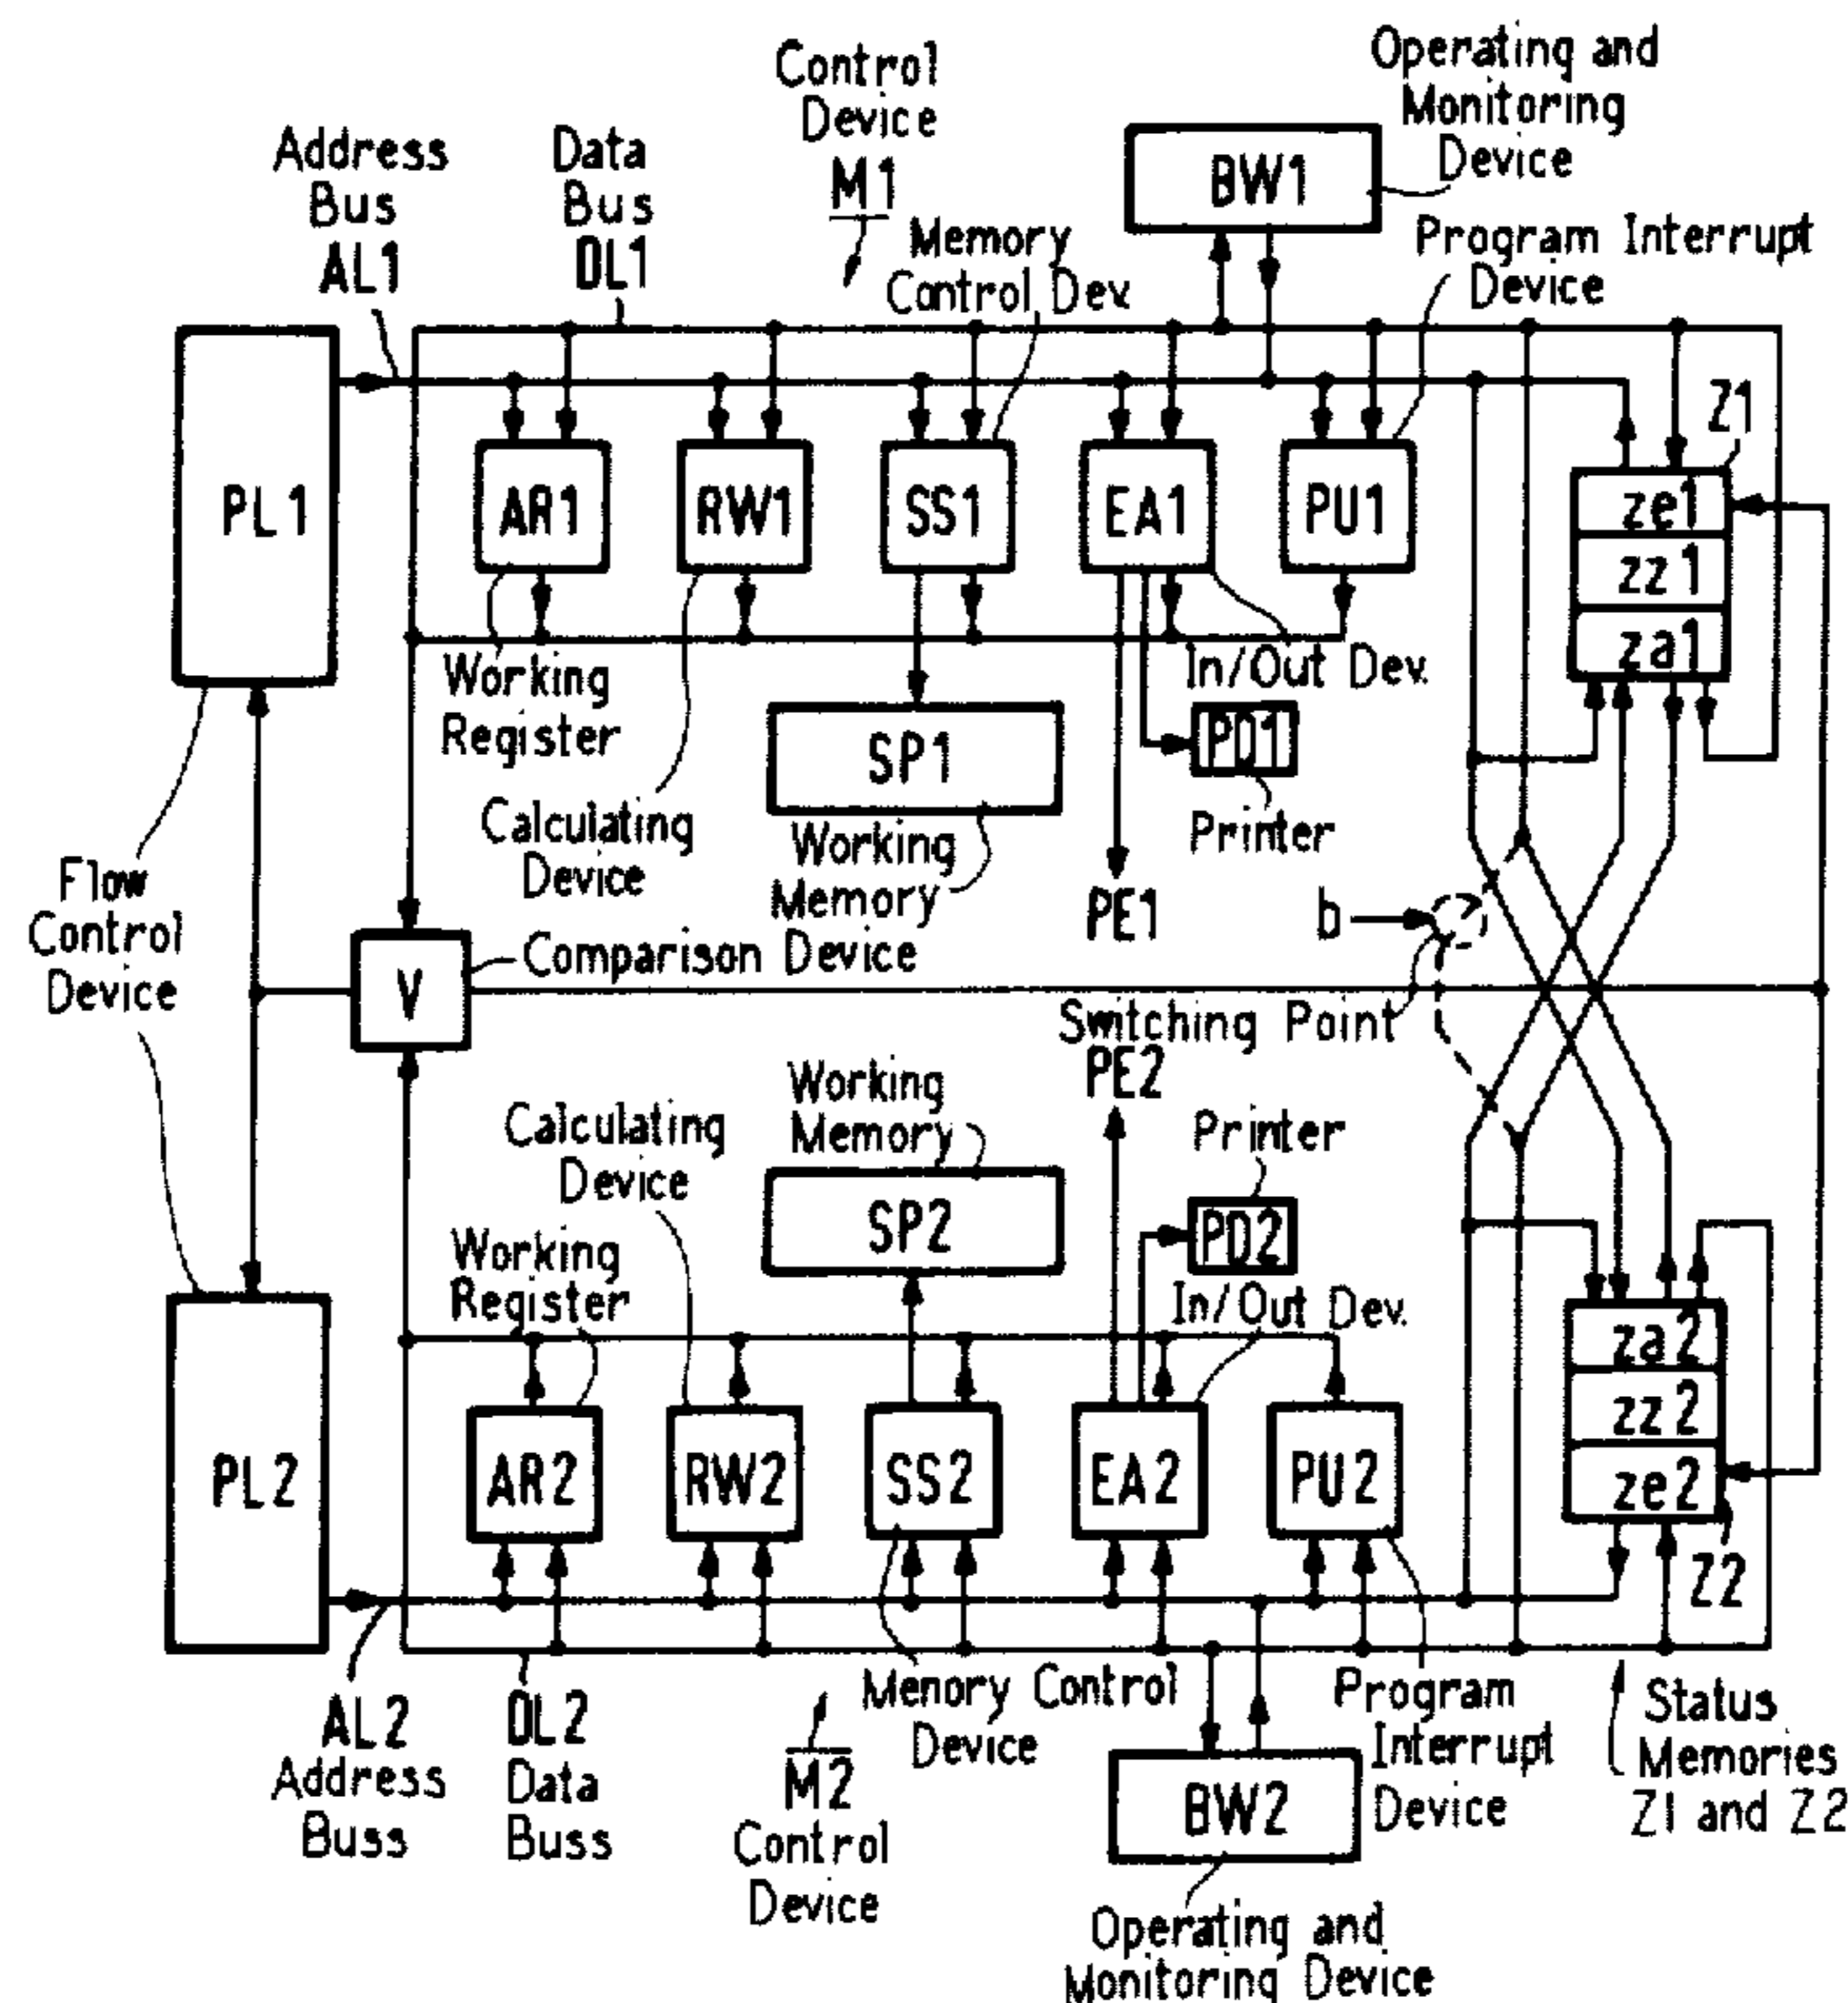 Control
Device
M1
Operating and
Monitoring
Device
Address
Bus
AL1
Data
Bus
DL1
BW1
Memory
Control Dev.
Program Interrupt
Device
Z1
PL1
AR1
RW1
SS1
EA1
PU1
ze1
zz1
za1
Working
Register
In/Out Dev.
SP1
PD1
Calculating
Device
Working
Memory
Printer
Flow
Control
Device
PE1
b
V
Comparison Device
Switching Point
PE2
Working
Memory
Calculating
Device
Printer
SP2
PD2
Working
Register
In/Out Dev.
za2
zz2
ze2
PL2
AR2
RW2
SS2
EA2
PU2
Z2
AL2
Address
Buss
DL2
Data
Buss
M2
Control
Device
Menory Control
Device
Program
Interrupt
Device
Status
Memories
Z1 and Z2
BW2
Operating and
Monitoring Device